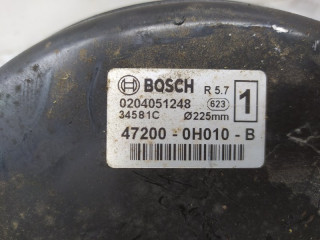 BOSCH R 5.7 1
0204051248 623
34581C Ø225mm
47200 - 0H010 - B